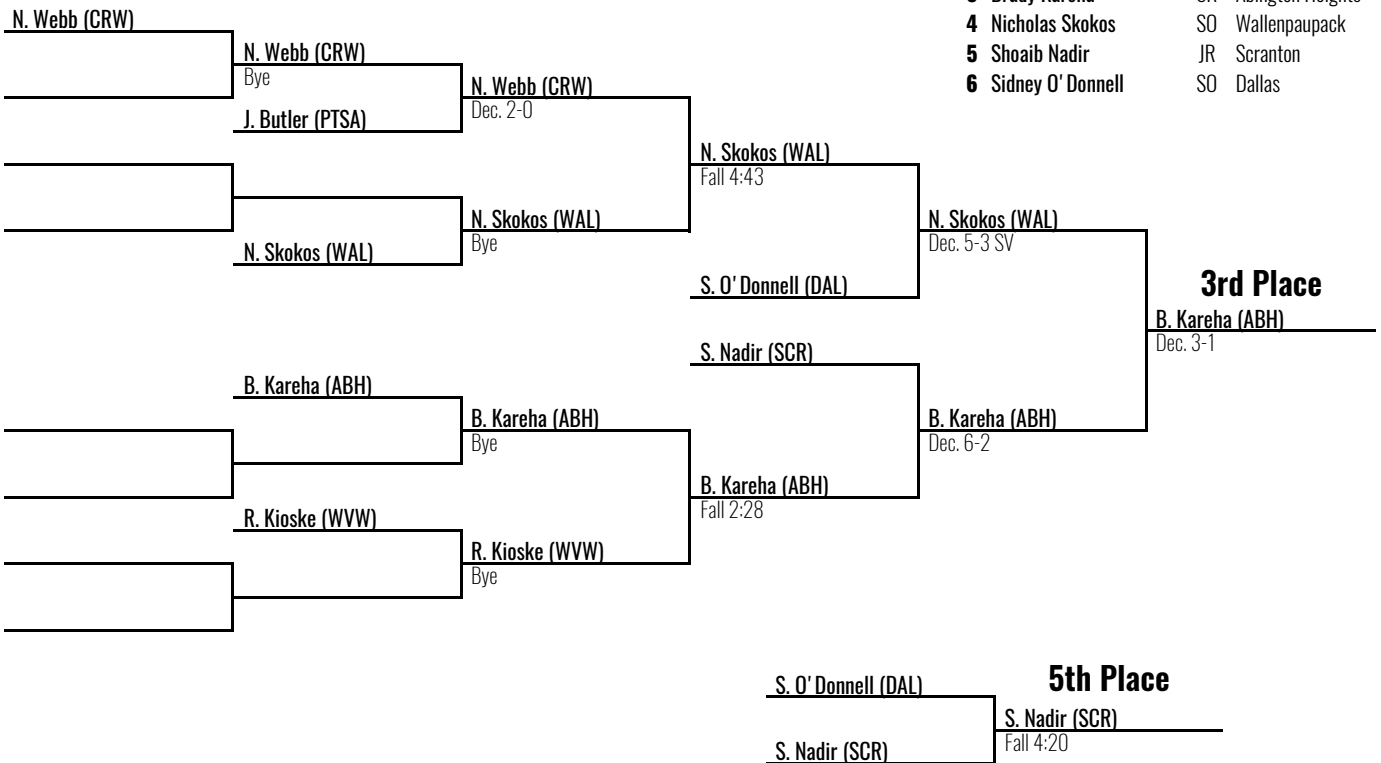 3 Brady Kareha Abington Heights
4 Nicholas Skokos SO Wallenpaupack
5 Shoaib Nadir JR Scranton
6 Sidney O'Donnell SO Dallas
N. Webb (CRW)
N. Webb (CRW)
Bye
J. Butler (PTSA)
N. Webb (CRW)
Dec. 2-0
N. Skokos (WAL)
N. Skokos (WAL)
Bye
N. Skokos (WAL)
Fall 4:43
S. O'Donnell (DAL)
N. Skokos (WAL)
Dec. 5-3 SV
S. Nadir (SCR)
B. Kareha (ABH)
B. Kareha (ABH)
Bye
R. Kioske (WVW)
R. Kioske (WVW)
Bye
B. Kareha (ABH)
Fall 2:28
B. Kareha (ABH)
Dec. 6-2
3rd Place
B. Kareha (ABH)
Dec. 3-1
5th Place
S. O'Donnell (DAL)
S. Nadir (SCR)
S. Nadir (SCR)
Fall 4:20